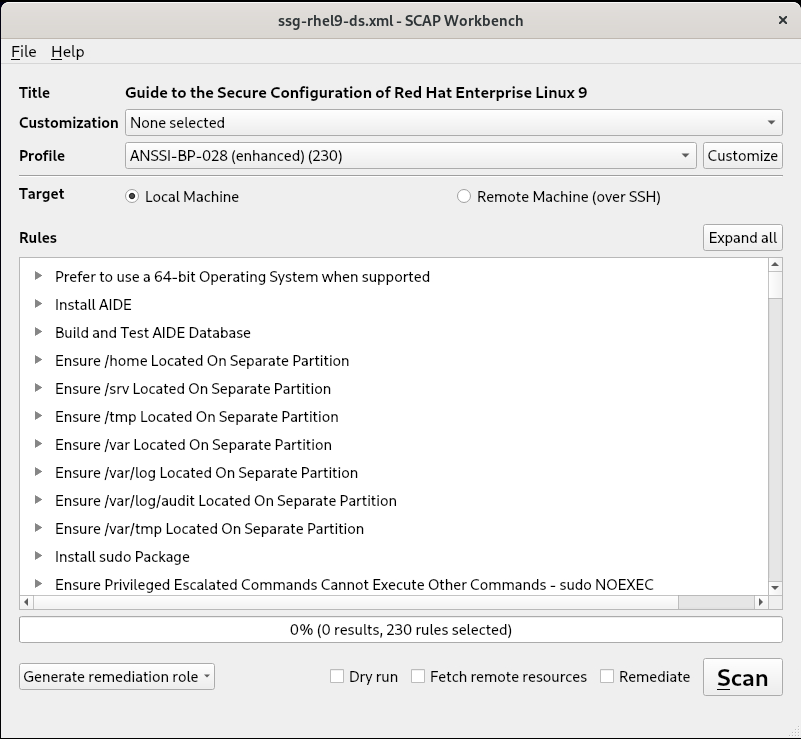 ssg-rhel9-ds.xml - SCAP Workbench
File Help
Title Guide to the Secure Configuration of Red Hat Enterprise Linux 9
Customization None selected
Profile ANSSI-BP-028 (enhanced) (230) Customize
Target Local Machine Remote Machine (over SSH)
Rules Expand all
Prefer to use a 64-bit Operating System when supported
Install AIDE
Build and Test AIDE Database
Ensure /home Located On Separate Partition
Ensure /srv Located On Separate Partition
Ensure /tmp Located On Separate Partition
Ensure /var Located On Separate Partition
Ensure /var/log Located On Separate Partition
Ensure /var/log/audit Located On Separate Partition
Ensure /var/tmp Located On Separate Partition
Install sudo Package
Ensure Privileged Escalated Commands Cannot Execute Other Commands - sudo NOEXEC
0% (0 results, 230 rules selected)
Generate remediation role Dry run Fetch remote resources Remediate Scan